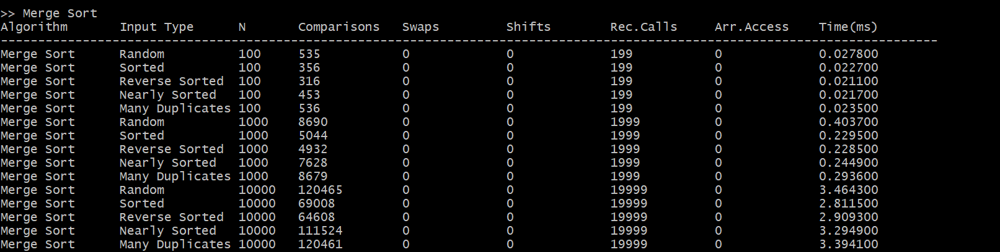 >> Merge Sort
Algorithm       Input Type      N       Comparisons   Swaps         Shifts        Rec.Calls     Arr.Access    Time(ms)
------------------------------------------------------------------------------------------------------------------------------
Merge Sort      Random          100     535           0             0             199           0             0.027800
Merge Sort      Sorted          100     356           0             0             199           0             0.022700
Merge Sort      Reverse Sorted  100     316           0             0             199           0             0.021100
Merge Sort      Nearly Sorted   100     453           0             0             199           0             0.021700
Merge Sort      Many Duplicates 100     536           0             0             199           0             0.023500
Merge Sort      Random          1000    8690          0             0             1999          0             0.403700
Merge Sort      Sorted          1000    5044          0             0             1999          0             0.229500
Merge Sort      Reverse Sorted  1000    4932          0             0             1999          0             0.228500
Merge Sort      Nearly Sorted   1000    7628          0             0             1999          0             0.244900
Merge Sort      Many Duplicates 1000    8679          0             0             1999          0             0.293600
Merge Sort      Random          10000   120465        0             0             19999         0             3.464300
Merge Sort      Sorted          10000   69008         0             0             19999         0             2.811500
Merge Sort      Reverse Sorted  10000   64608         0             0             19999         0             2.909300
Merge Sort      Nearly Sorted   10000   111524        0             0             19999         0             3.294900
Merge Sort      Many Duplicates 10000   120461        0             0             19999         0             3.394100